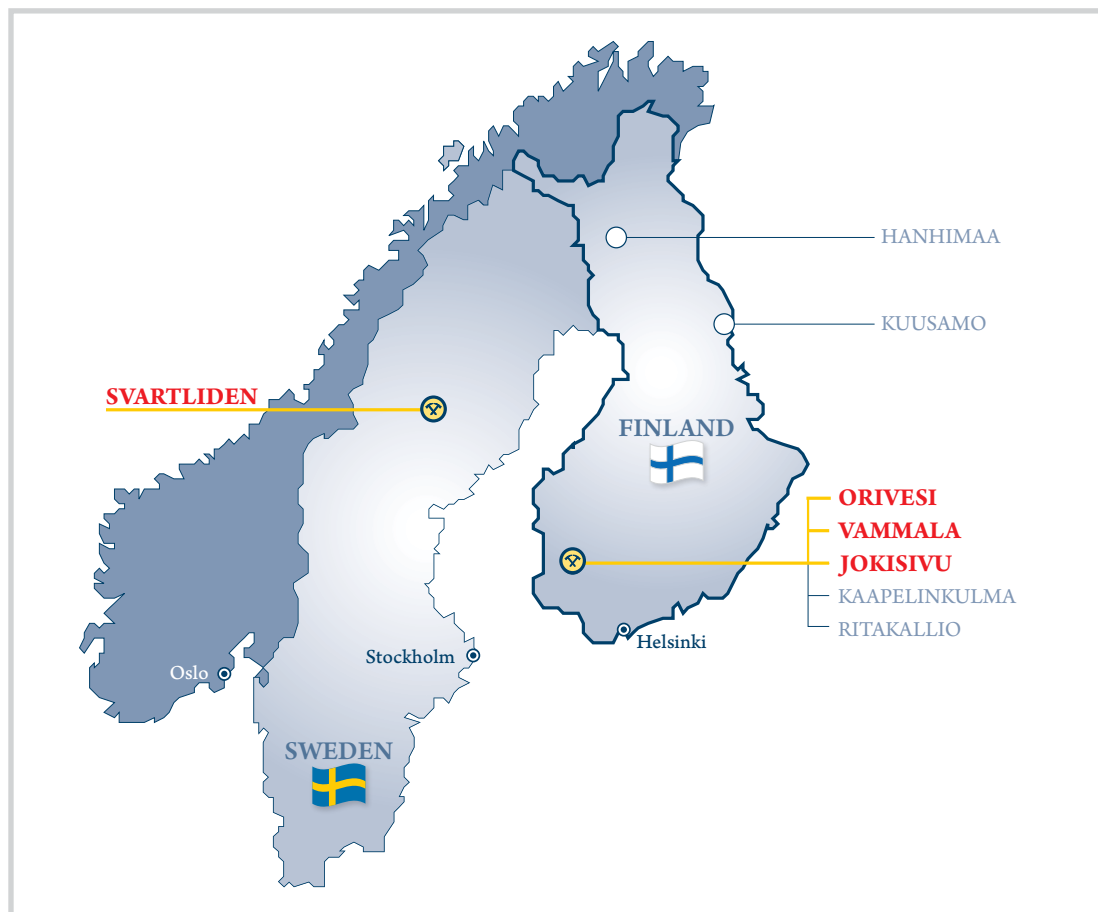 HANHIMAA
KUUSAMO
SVARTLIDEN
FINLAND
ORIVESI
VAMMALA
JOKISIVU
KAAPELINKULMA
RITAKALLIO
Helsinki
Stockholm
Oslo
SWEDEN